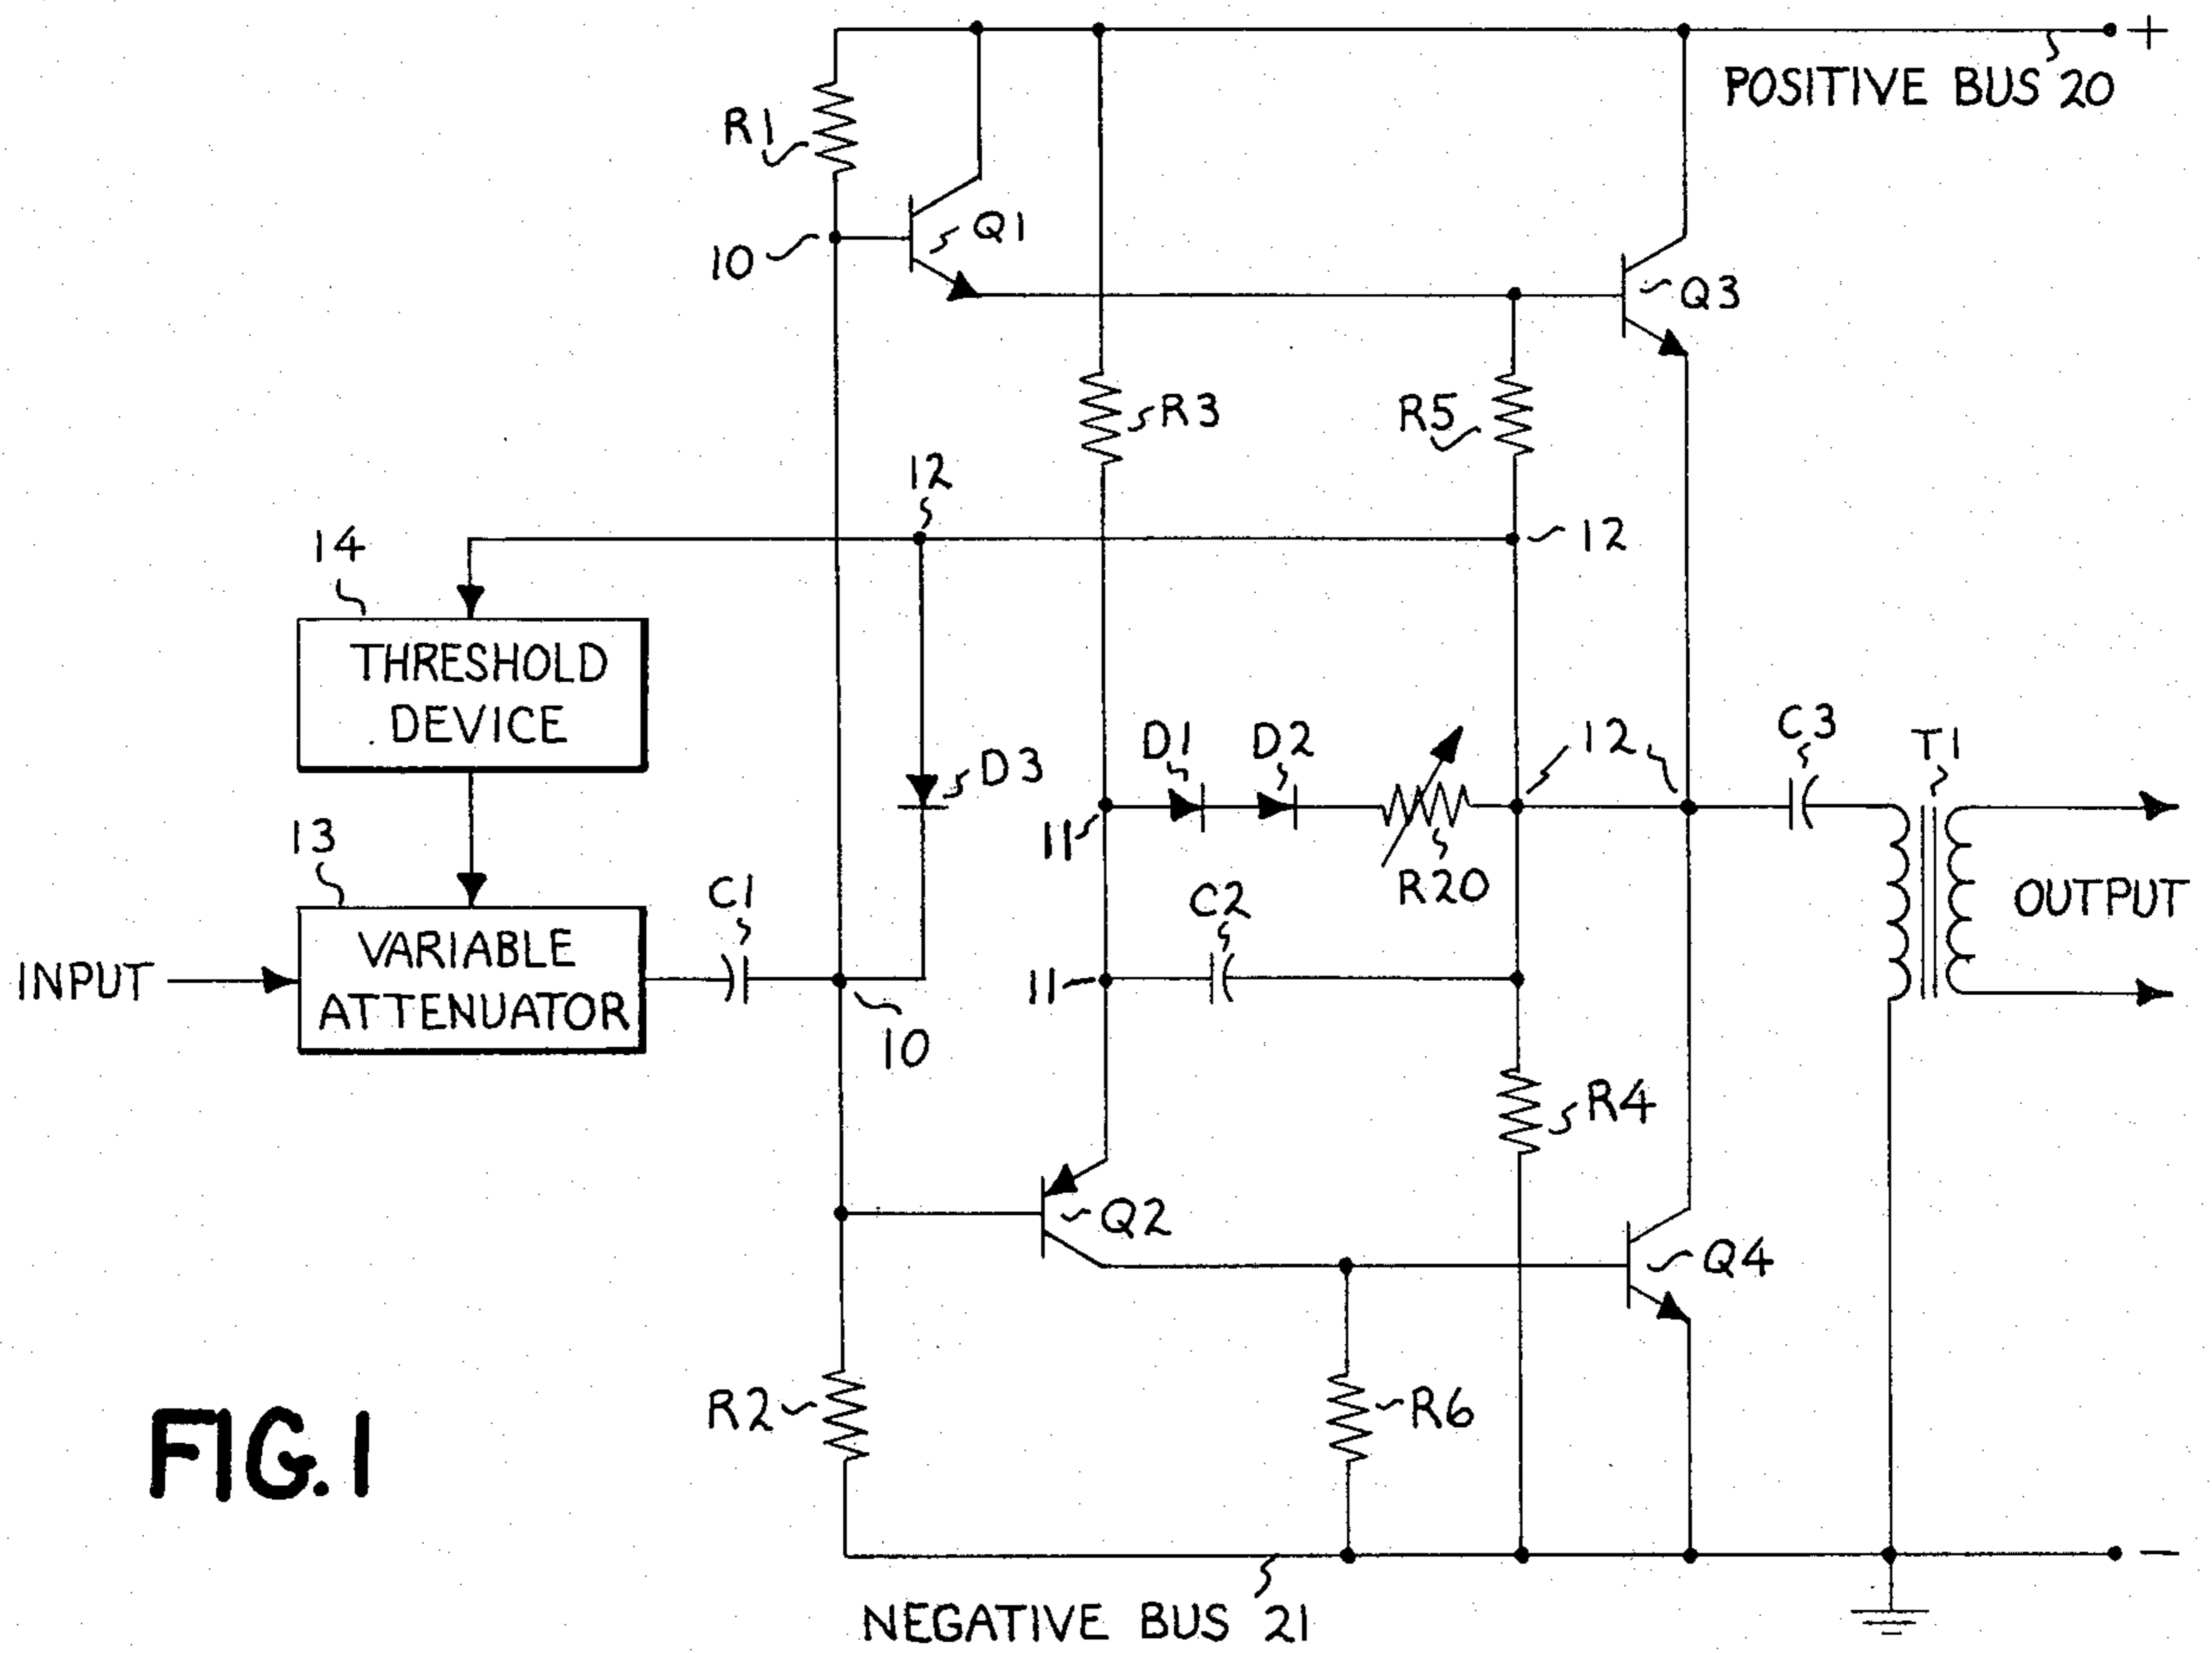 +
POSITIVE BUS 20
R1
Q1
10
Q3
R3
R5
12
12
14
THRESHOLD
DEVICE
D3
D1
D2
12
C3
T1
11
R20
13
C1
C2
OUTPUT
INPUT
VARIABLE
ATTENUATOR
11
10
R4
Q2
Q4
R2
R6
FIG.1
−
NEGATIVE BUS 21